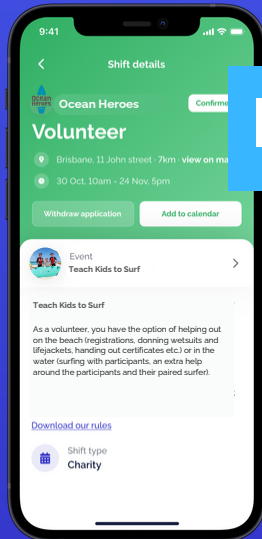 9:41
Shift details
Ocean Heroes
Ocean Heroes
Confirme
Volunteer
Brisbane, 11 John street · 7km · view on ma
30 Oct, 10am - 24 Nov, 5pm
Withdraw application
Add to calendar
Event
Teach Kids to Surf
Teach Kids to Surf
As a volunteer, you have the option of helping out
on the beach (registrations, donning wetsuits and
lifejackets, handing out certificates etc.) or in the
water (surfing with participants, an extra help
around the participants and their paired surfer).
Download our rules
Shift type
Charity